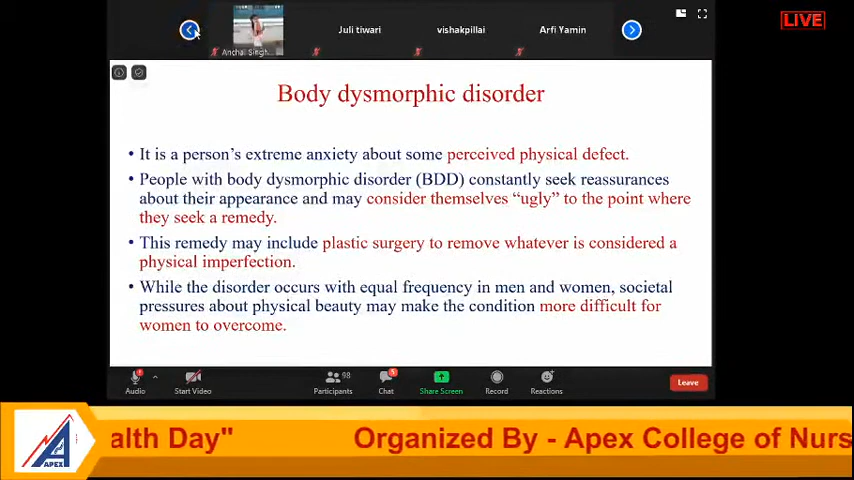 LIVE
Anchal Singh...
Juli tiwari
vishakpillai
Arfi Yamin
Body dysmorphic disorder
• It is a person's extreme anxiety about some perceived physical defect.
• People with body dysmorphic disorder (BDD) constantly seek reassurances
about their appearance and may consider themselves “ugly” to the point where
they seek a remedy.
• This remedy may include plastic surgery to remove whatever is considered a
physical imperfection.
• While the disorder occurs with equal frequency in men and women, societal
pressures about physical beauty may make the condition more difficult for
women to overcome.
98
5
Audio
Start Video
Participants
Chat
Share Screen
Record
Reactions
Leave
APEX
alth Day" Organized By - Apex College of Nurs